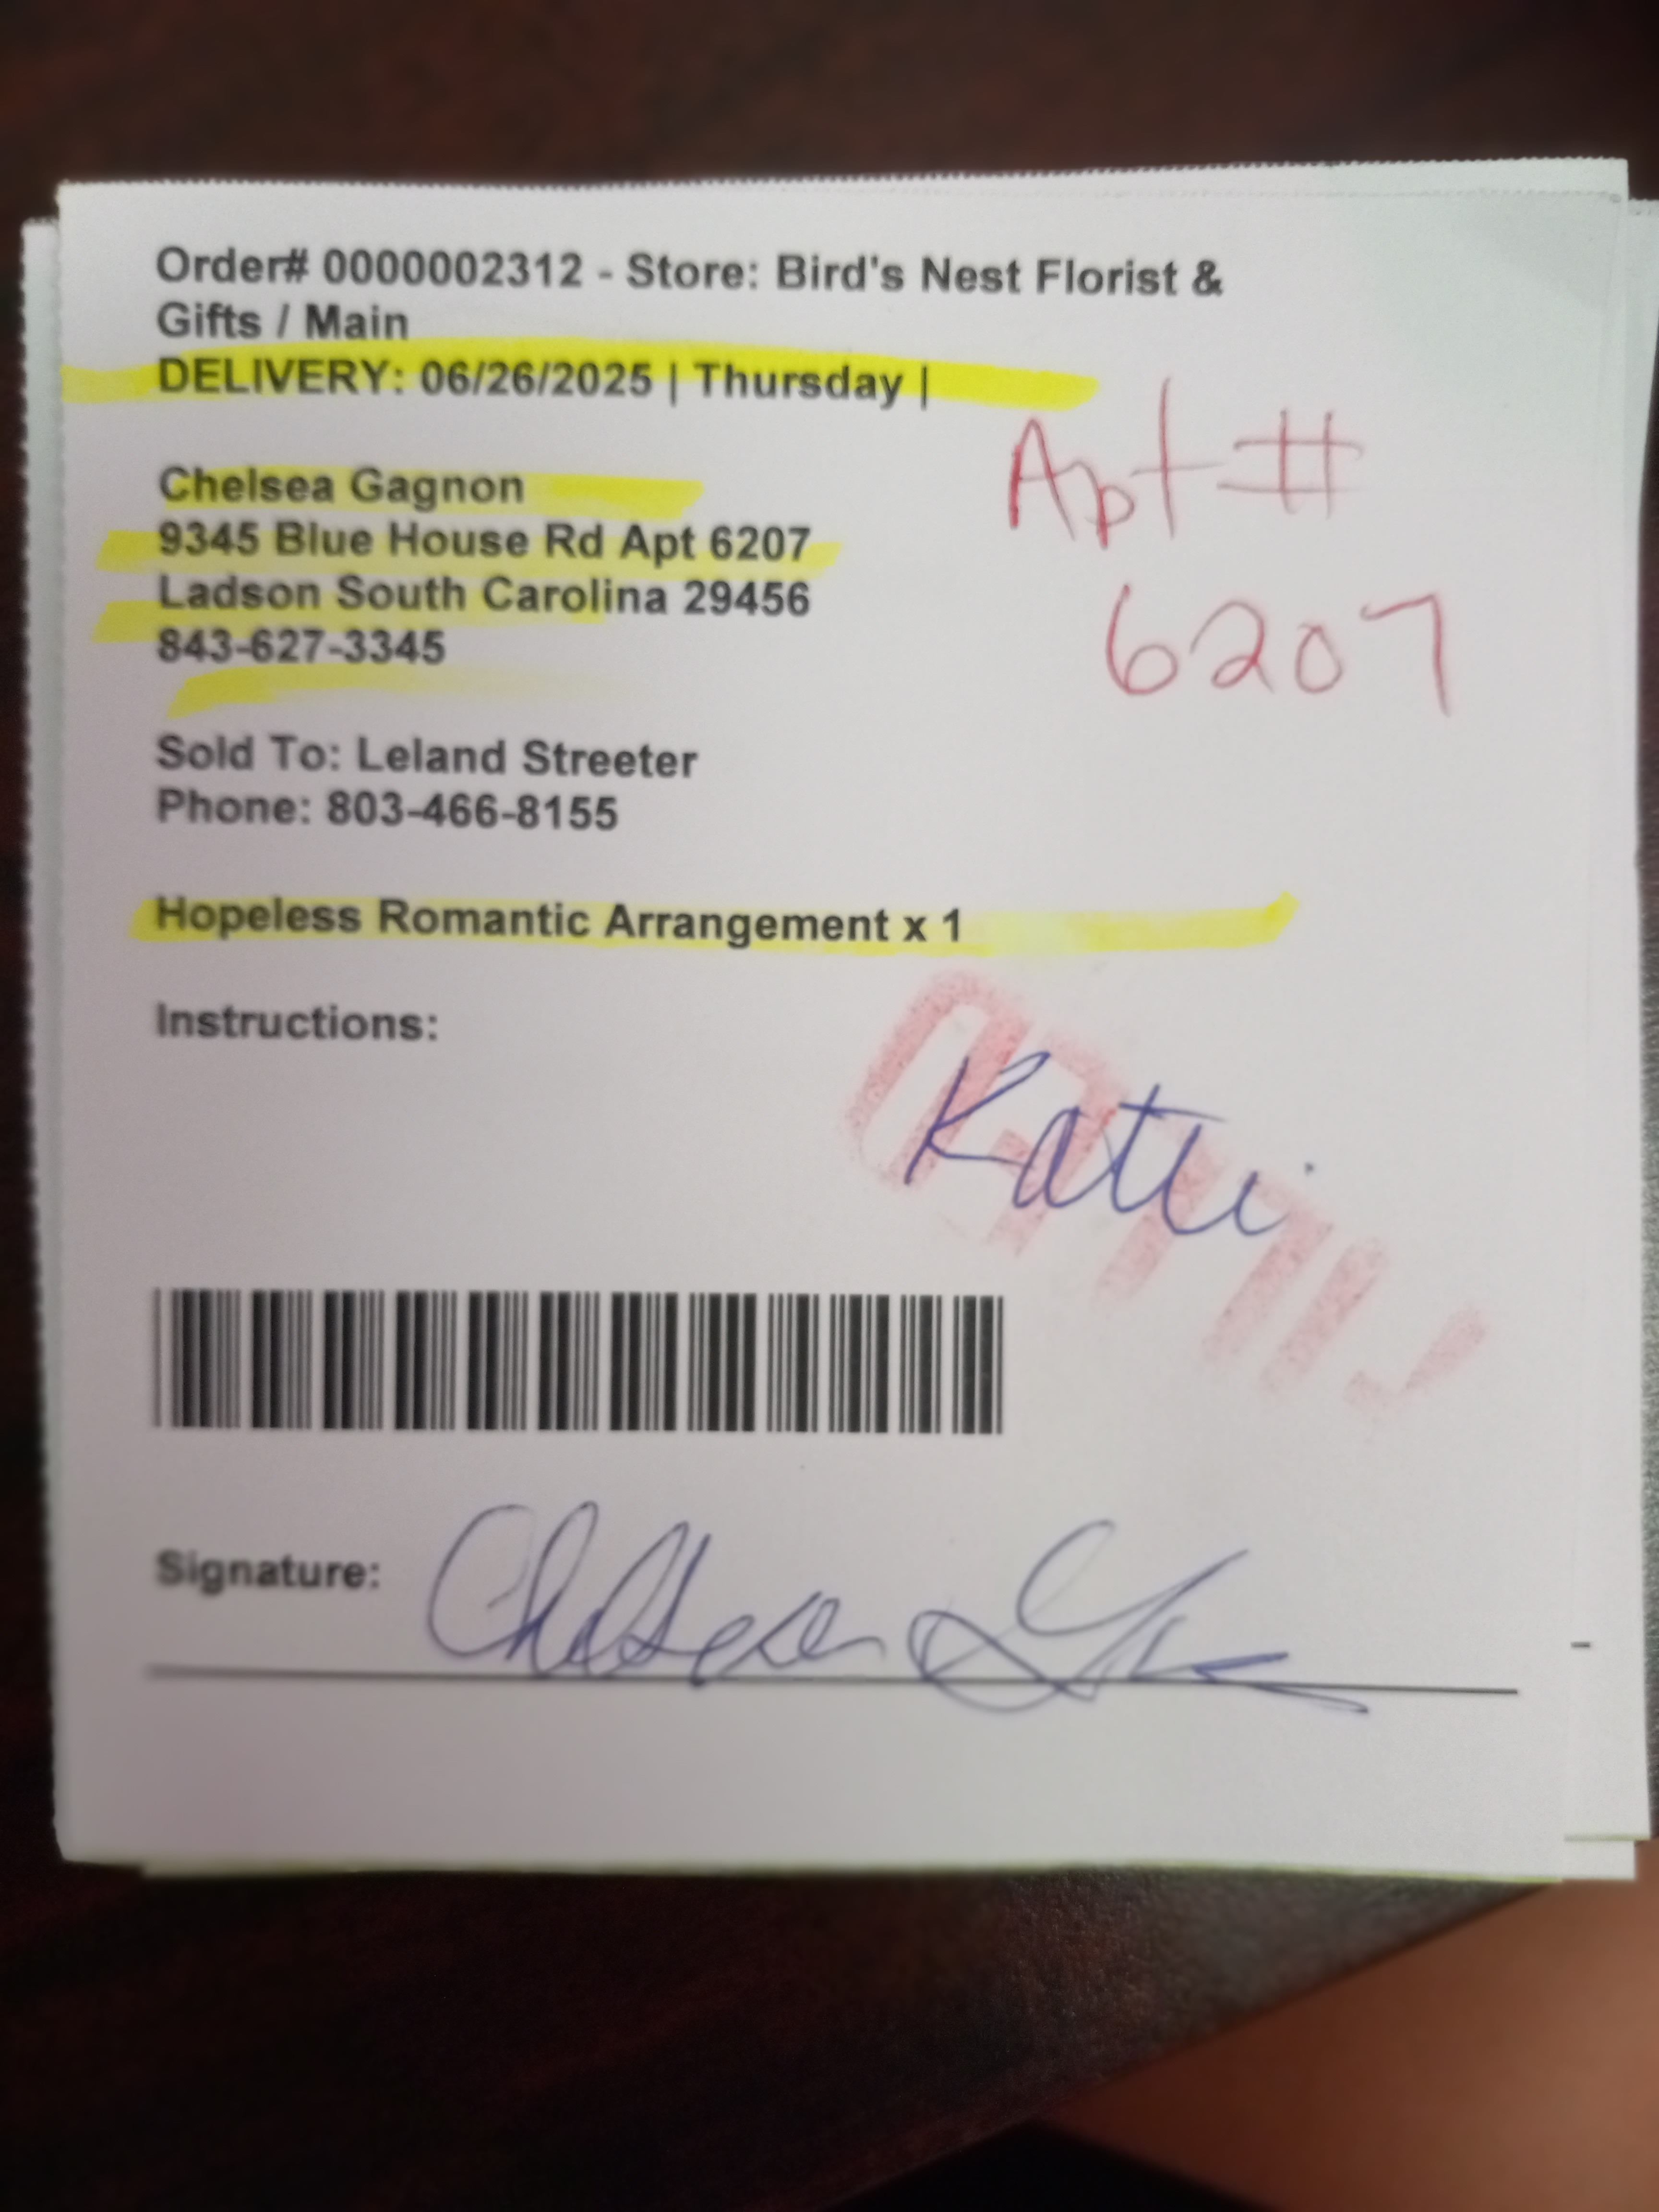 Order# 0000002312 - Store: Bird's Nest Florist &
Gifts / Main
DELIVERY: 06/26/2025 | Thursday |
Chelsea Gagnon
9345 Blue House Rd Apt 6207
Ladson South Carolina 29456
843-627-3345
Apt #
6207
Sold To: Leland Streeter
Phone: 803-466-8155
Hopeless Romantic Arrangement x 1
Instructions:
Signature: Chelsea